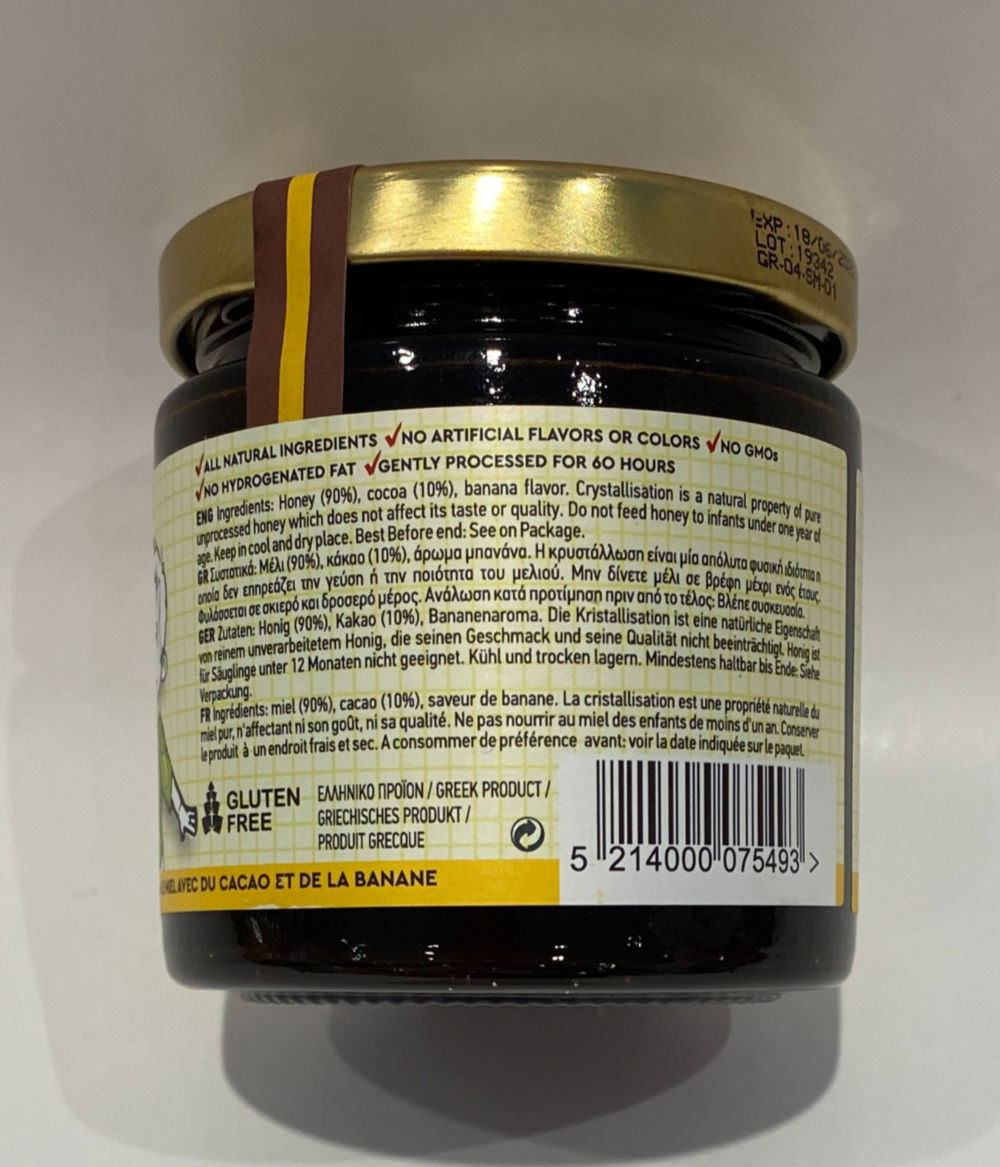 EXP: 18/06/
LOT: 19342
GR-04-SM-01
✓ALL NATURAL INGREDIENTS ✓NO ARTIFICIAL FLAVORS OR COLORS ✓NO GMOs
✓NO HYDROGENATED FAT ✓GENTLY PROCESSED FOR 60 HOURS
ENG Ingredients: Honey (90%), cocoa (10%), banana flavor. Crystallisation is a natural property of pure
unprocessed honey which does not affect its taste or quality. Do not feed honey to infants under one year of
age. Keep in cool and dry place. Best Before end: See on Package.
GR Συστατικά: Μέλι (90%), κάκαο (10%), άρωμα μπανάνα. Η κρυστάλλωση είναι μία απόλυτα φυσική ιδιότητα η
οποία δεν επηρεάζει την γεύση ή την ποιότητα του μελιού. Μην δίνετε μέλι σε βρέφη μέχρι ενός έτους.
Φυλάσσεται σε σκιερό και δροσερό μέρος. Ανάλωση κατά προτίμηση πριν από το τέλος: Βλέπε συσκευασία.
GER Zutaten: Honig (90%), Kakao (10%), Bananenaroma. Die Kristallisation ist eine natürliche Eigenschaft
von reinem unverarbeitetem Honig, die seinen Geschmack und seine Qualität nicht beeinträchtigt. Honig ist
für Säuglinge unter 12 Monaten nicht geeignet. Kühl und trocken lagern. Mindestens haltbar bis Ende: Siehe
Verpackung.
FR Ingrédients: miel (90%), cacao (10%), saveur de banane. La cristallisation est une propriété naturelle du
miel pur, n'affectant ni son goût, ni sa qualité. Ne pas nourrir au miel des enfants de moins d'un an. Conserver
le produit à un endroit frais et sec. A consommer de préférence avant: voir la date indiquée sur le paquet.
GLUTEN
FREE
ΕΛΛΗΝΙΚΟ ΠΡΟΪΟΝ / GREEK PRODUCT /
GRIECHISCHES PRODUKT /
PRODUIT GRECQUE
5 214000 075493 >
MIEL AVEC DU CACAO ET DE LA BANANE